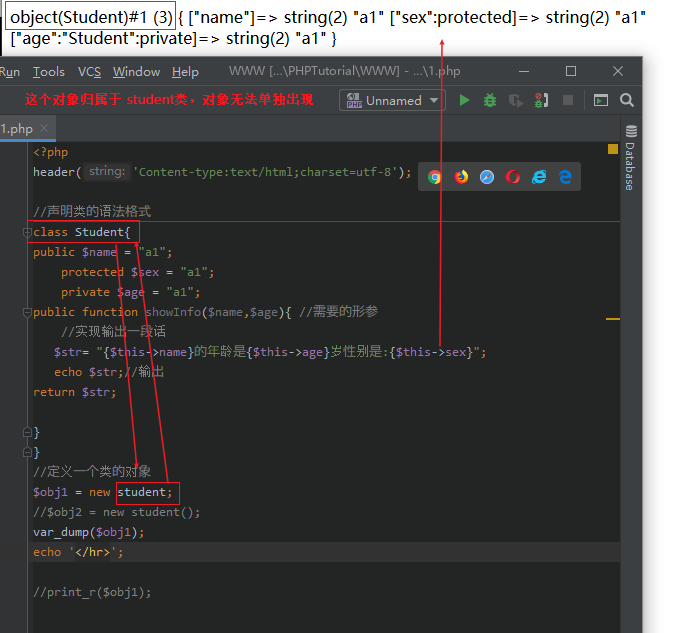 object(Student)#1 (3) { ["name"]=> string(2) "a1" ["sex":protected]=> string(2) "a1"
["age":"Student":private]=> string(2) "a1" }
Run Tools VCS Window Help WWW [...\PHPTutorial\WWW] - ...\1.php
这个对象归属于 student类，对象无法单独出现
PHP Unnamed
1.php
Database
<?php
header( string: 'Content-type:text/html;charset=utf-8');
//声明类的语法格式
class Student{
public $name = "a1";
protected $sex = "a1";
private $age = "a1";
public function showInfo($name,$age){ //需要的形参
//实现输出一段话
$str= "{$this->name}的年龄是{$this->age}岁性别是:{$this->sex}";
echo $str;//输出
return $str;
}
}
//定义一个类的对象
$obj1 = new student;
//$obj2 = new student();
var_dump($obj1);
echo '</hr>';
//print_r($obj1);